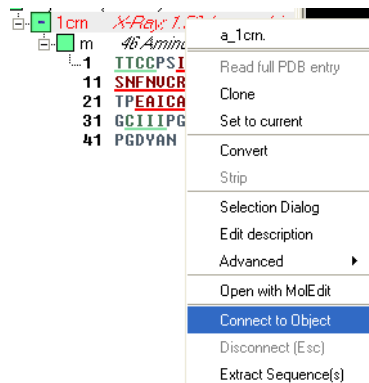 1crn X-Ray: 1.
m 46 Amino
1 TTCCPSI
11 SNFNVCR
21 TPEAICA
31 GCIIIPG
41 PGDYAN
a_1crn.
Read full PDB entry
Clone
Set to current
Convert
Strip
Selection Dialog
Edit description
Advanced
Open with MolEdit
Connect to Object
Disconnect (Esc)
Extract Sequence(s)